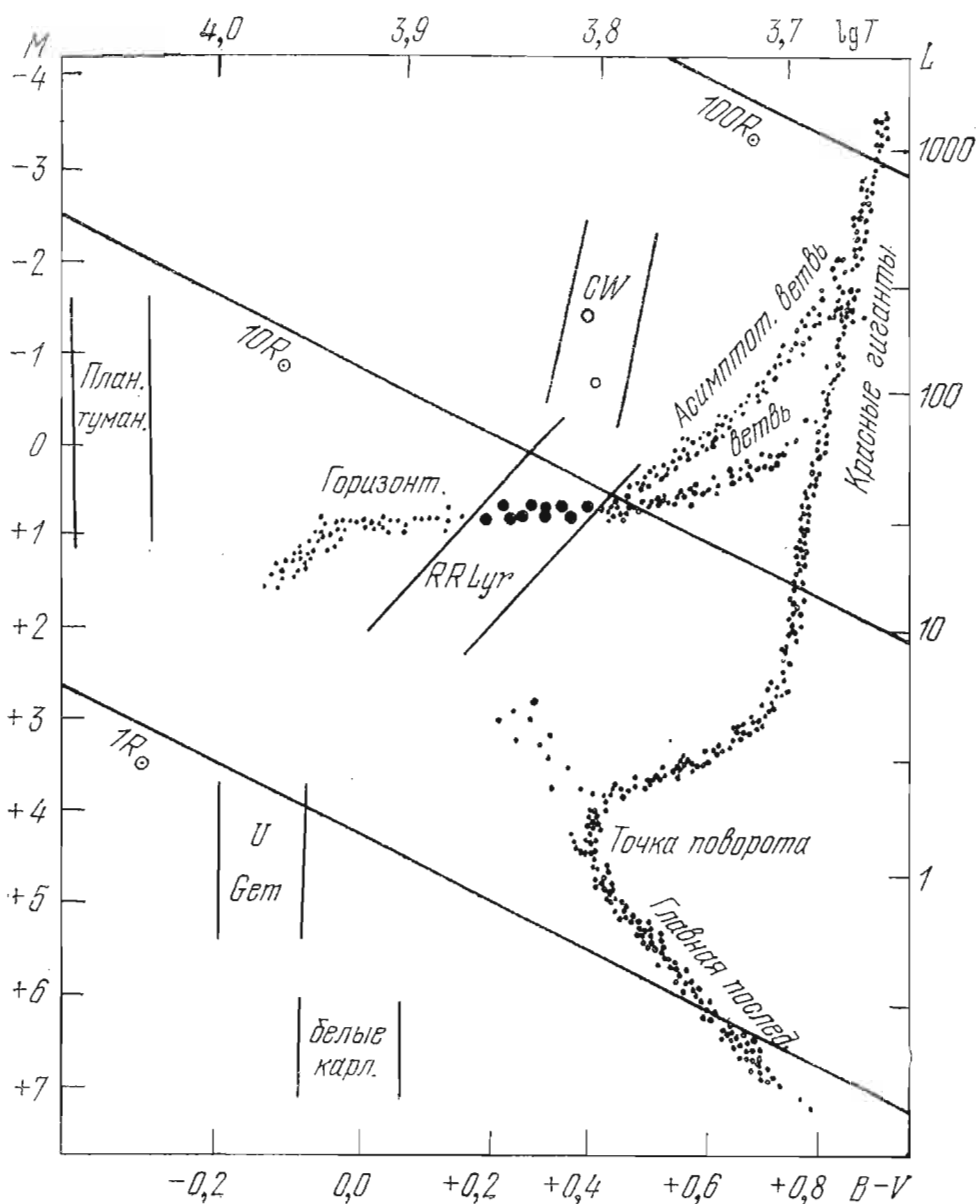 M 4,0 3,9 3,8 3,7 lgT L
-4
100R☉
1000
-3
-2
CW
10R☉
Асимптот. ветвь
Красные гиганты
-1
План.
туман.
100
ветвь
0
Горизонт.
+1
RR Lyr
+2
10
+3
1R☉
+4
U
Gem
Точка поворота
1
+5
Главная послед.
+6
белые
карл.
+7
-0,2 0,0 +0,2 +0,4 +0,6 +0,8 B-V